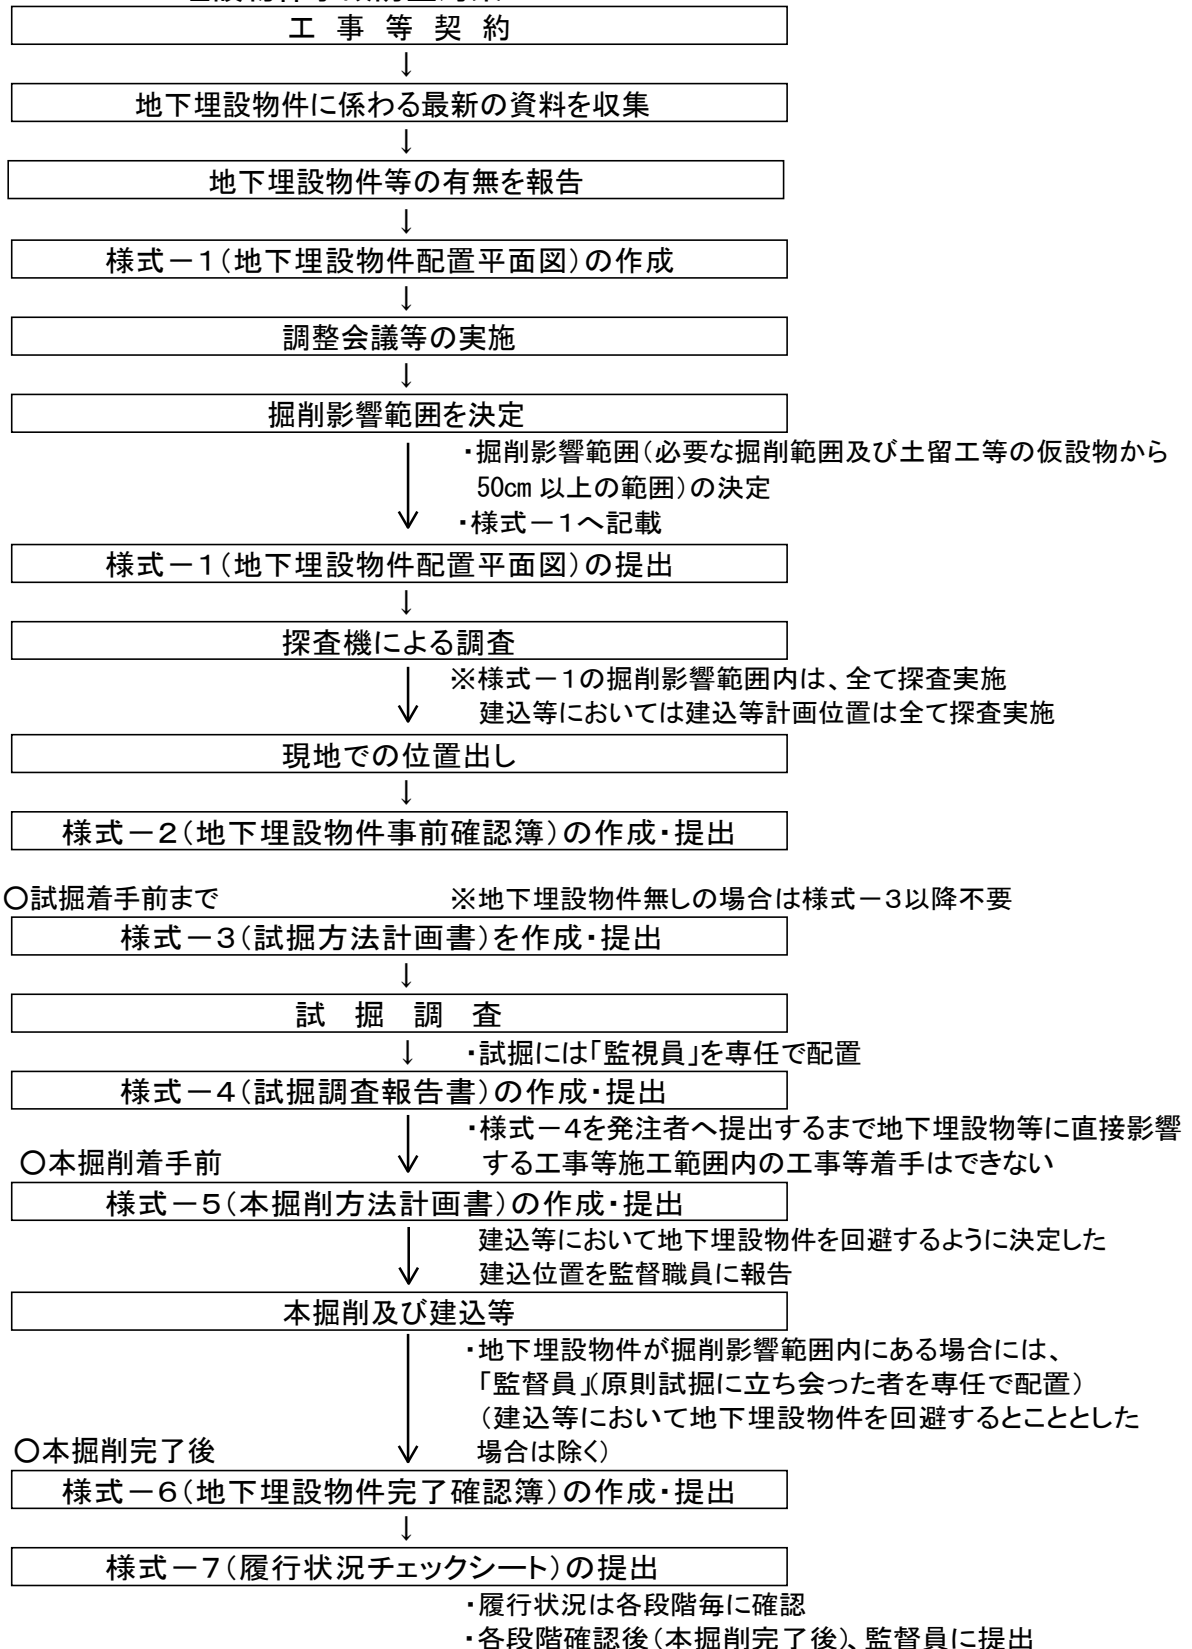 工 事 等 契 約
↓
地下埋設物件に係わる最新の資料を収集
↓
地下埋設物件等の有無を報告
↓
様式－1（地下埋設物件配置平面図）の作成
↓
調整会議等の実施
↓
掘削影響範囲を決定
・掘削影響範囲（必要な掘削範囲及び土留工等の仮設物から
50㎝以上の範囲）の決定
・様式－1へ記載
様式－1（地下埋設物件配置平面図）の提出
↓
探査機による調査
※様式－1の掘削影響範囲内は、全て探査実施
建込等においては建込等計画位置は全て探査実施
現地での位置出し
↓
様式－2（地下埋設物件事前確認簿）の作成・提出
○試掘着手前まで ※地下埋設物件無しの場合は様式－3以降不要
様式－3（試掘方法計画書）を作成・提出
↓
試 掘 調 査
↓ ・試掘には「監視員」を専任で配置
様式－4（試掘調査報告書）の作成・提出
・様式－4を発注者へ提出するまで地下埋設物等に直接影響
○本掘削着手前 する工事等施工範囲内の工事等着手はできない
様式－5（本掘削方法計画書）の作成・提出
建込等において地下埋設物件を回避するように決定した
建込位置を監督職員に報告
本掘削及び建込等
・地下埋設物件が掘削影響範囲内にある場合には、
「監督員」（原則試掘に立ち会った者を専任で配置）
（建込等において地下埋設物件を回避するとこととした
○本掘削完了後 場合は除く）
様式－6（地下埋設物件完了確認簿）の作成・提出
↓
様式－7（履行状況チェックシート）の提出
・履行状況は各段階毎に確認
・各段階確認後（本掘削完了後）、監督員に提出